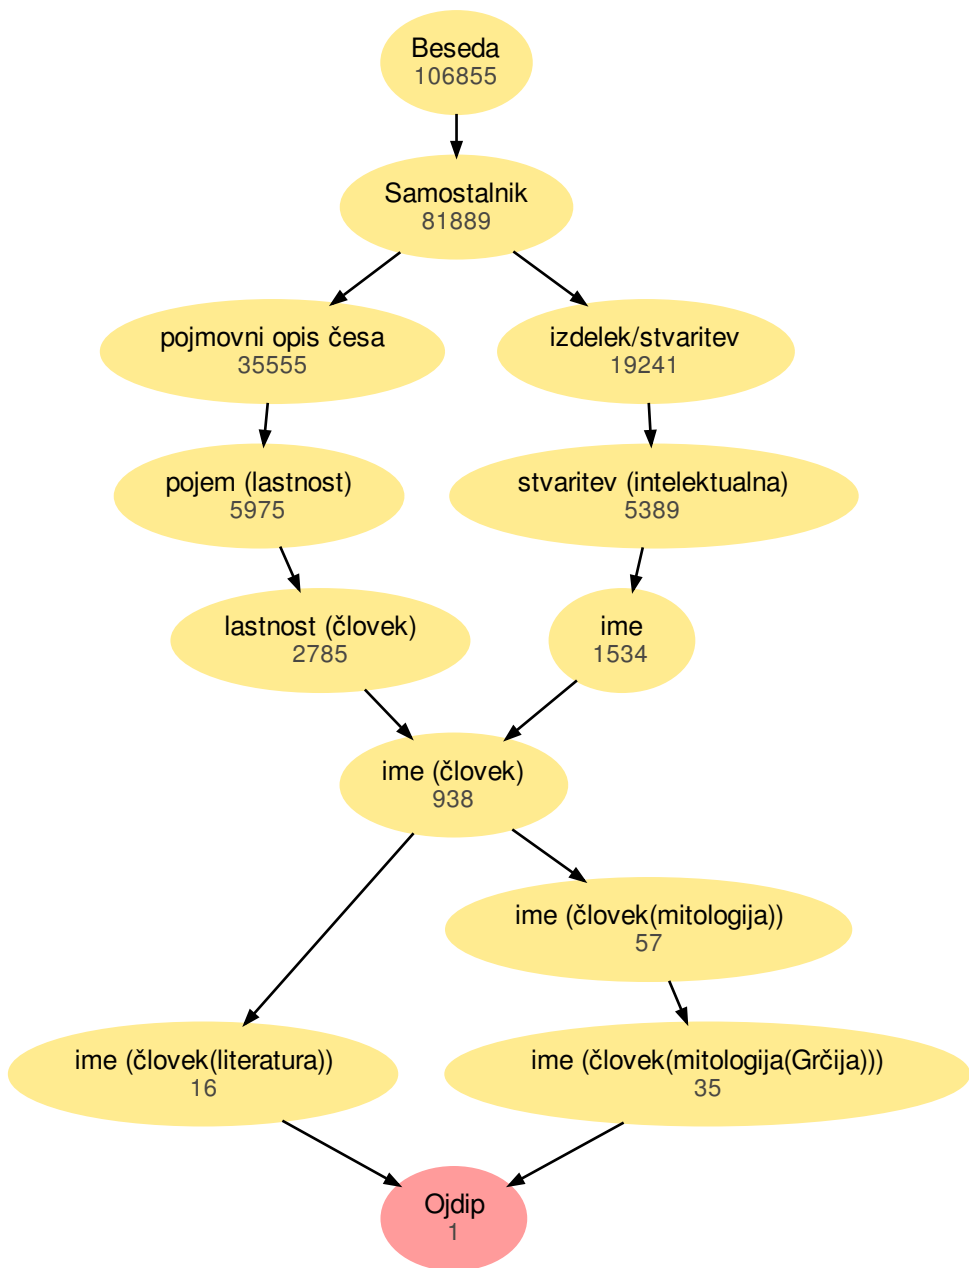 Beseda
106855
Samostalnik
81889
pojmovni opis česa
35555
izdelek/stvaritev
19241
pojem (lastnost)
5975
stvaritev (intelektualna)
5389
lastnost (človek)
2785
ime
1534
ime (človek)
938
ime (človek(mitologija))
57
ime (človek(literatura))
16
ime (človek(mitologija(Grčija)))
35
Ojdip
1